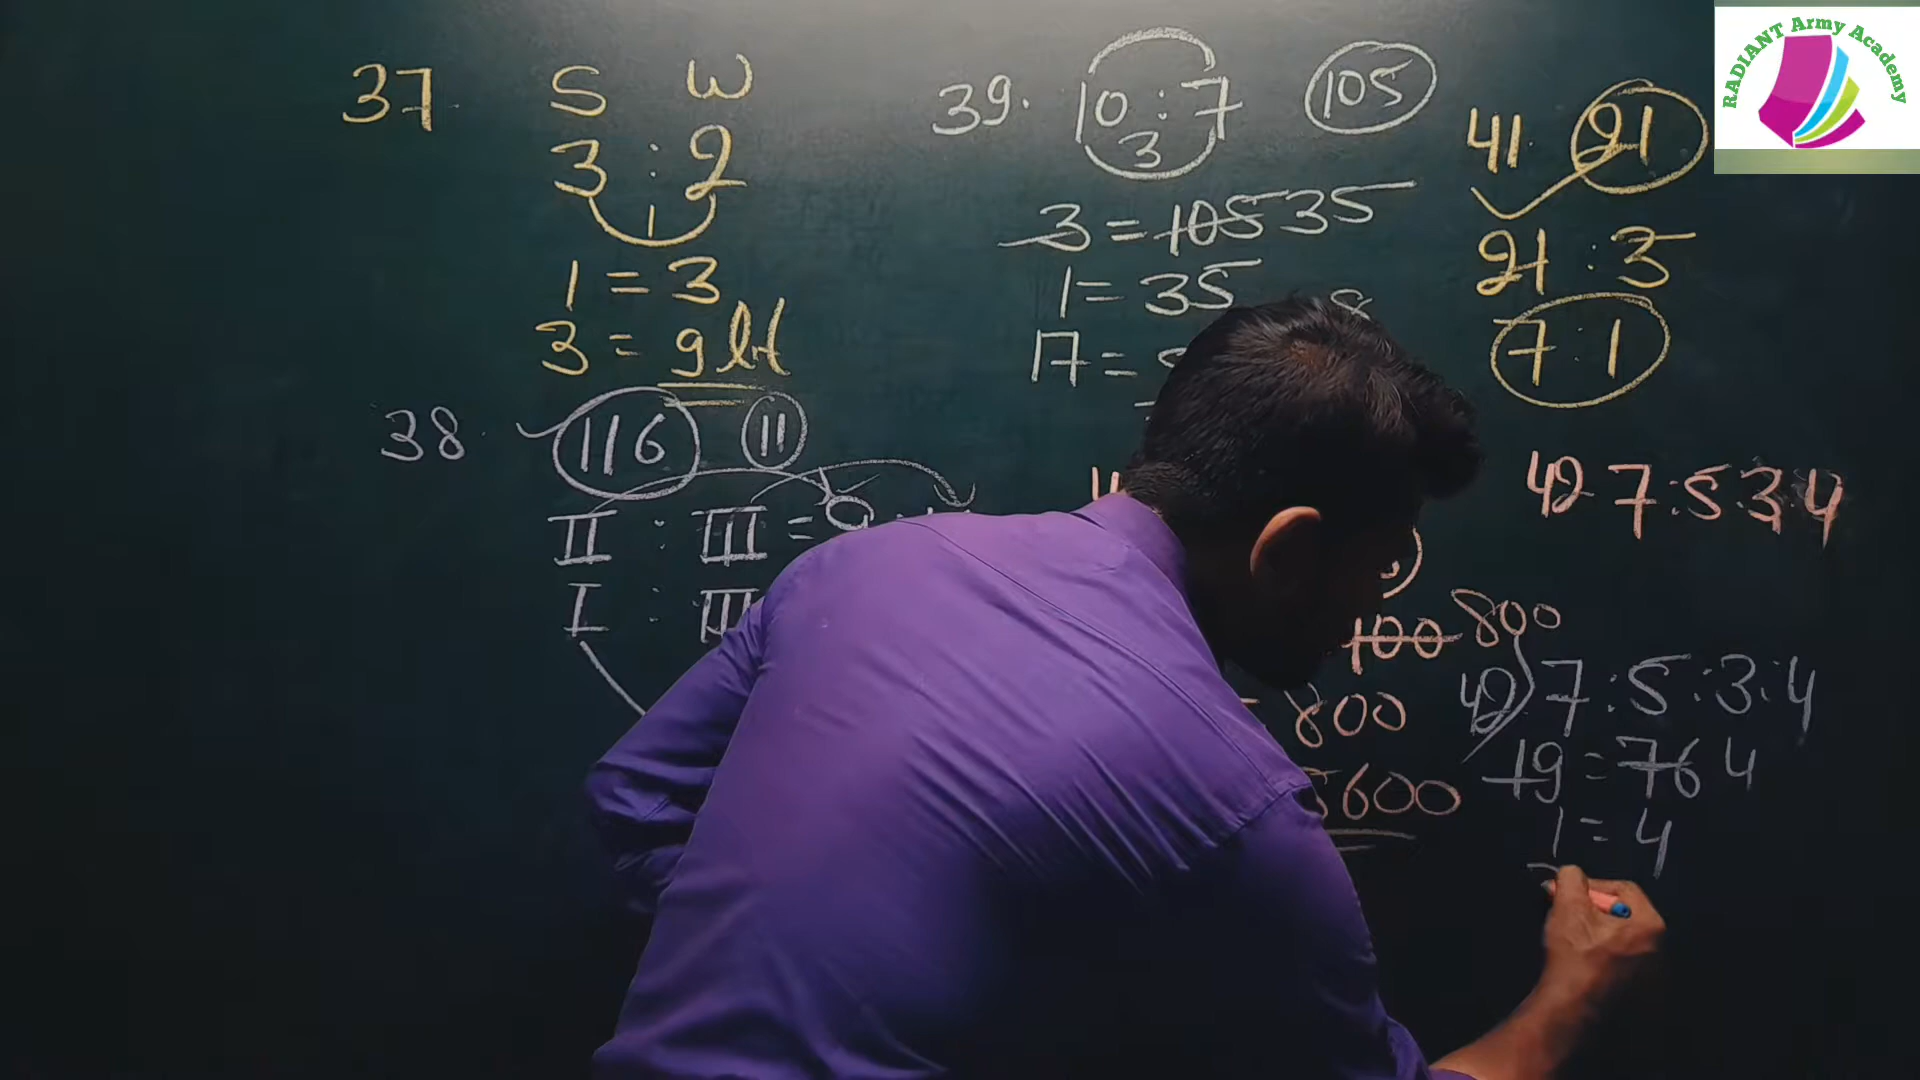 RADIANT Army Academy
37. S W
3 : 2
1
1 = 3
3 = 9 lit
38. 116 11
II : III =
I : III
39. 10 : 7 105
3
3 = 105 35
1 = 35
17 =
41. 21
21 : 3
7 : 1
42 7:5:3:4
100 800
800
5600
42) 7:5:3:4
19 = 76 4
1 = 4